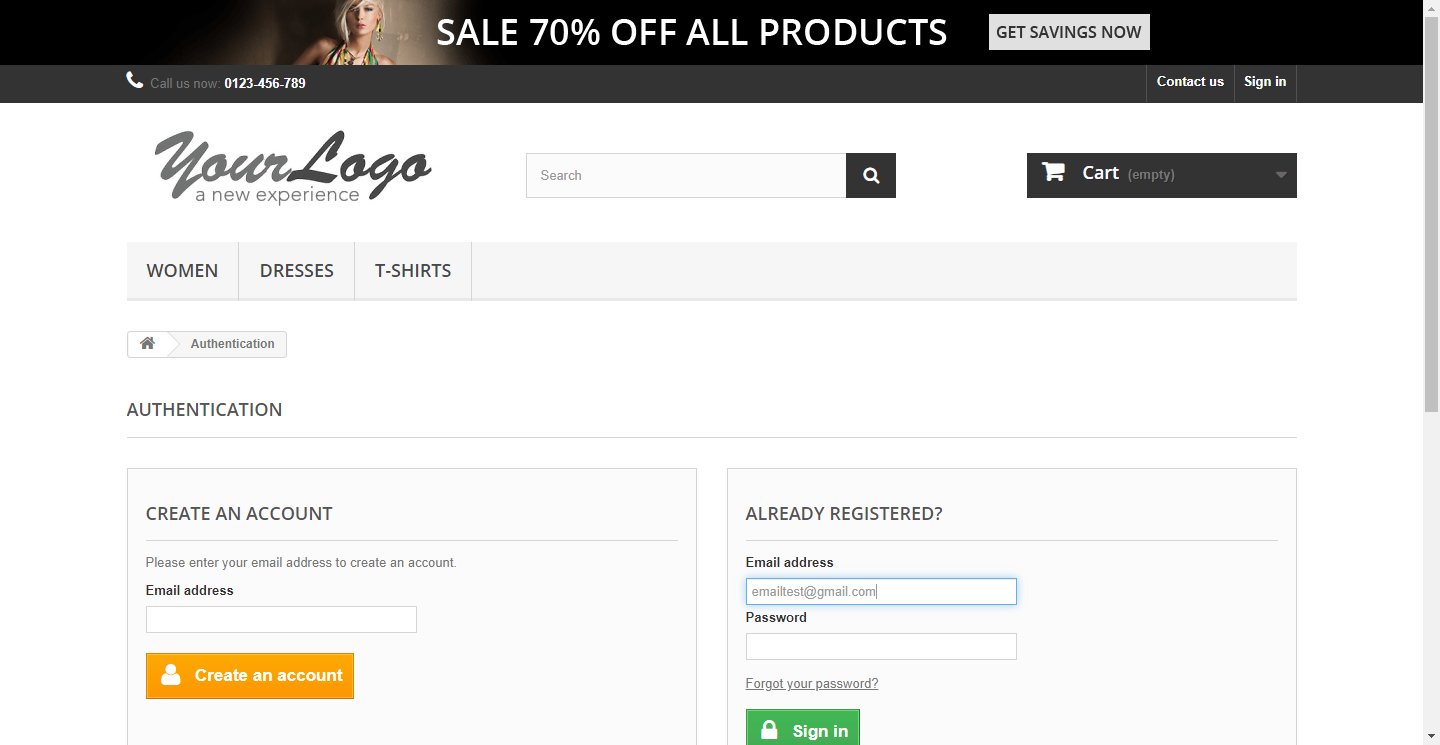 SALE 70% OFF ALL PRODUCTS GET SAVINGS NOW
Call us now: 0123-456-789 Contact us Sign in
YourLogo
a new experience
Search
Cart (empty)
WOMEN DRESSES T-SHIRTS
Authentication
AUTHENTICATION
CREATE AN ACCOUNT
Please enter your email address to create an account.
Email address
Create an account
ALREADY REGISTERED?
Email address
emailtest@gmail.com
Password
Forgot your password?
Sign in